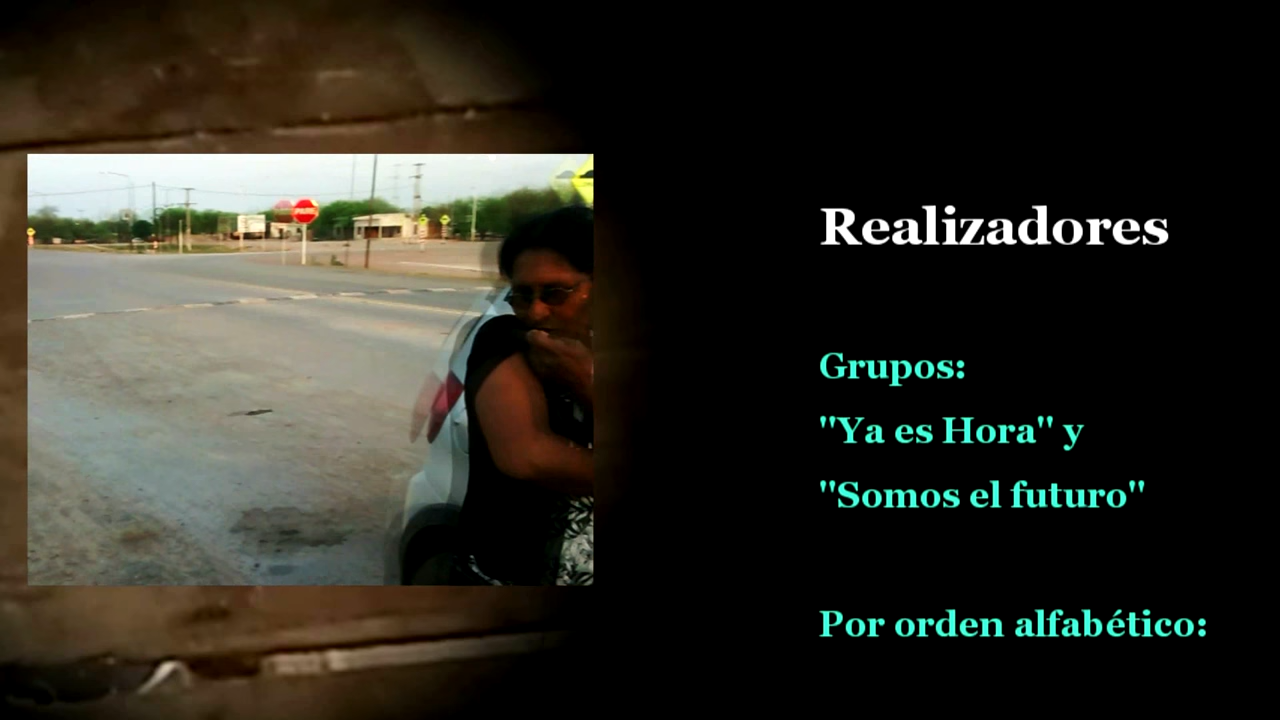 Realizadores
Grupos:
"Ya es Hora" y
"Somos el futuro"
Por orden alfabético: